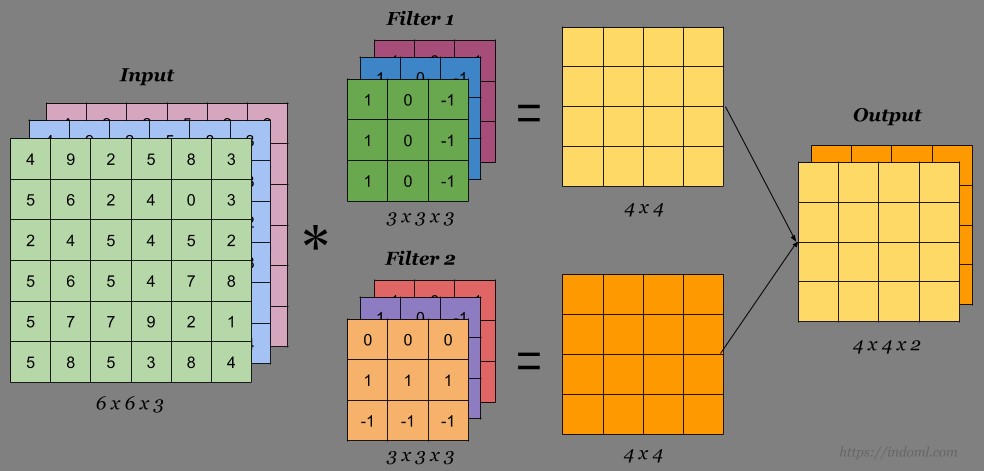 Filter 1
Input
1 0 -1
4 9 2 5 8 3
1 0 -1
5 6 2 4 0 3
1 0 -1
2 4 5 4 5 2
3 x 3 x 3
5 6 5 4 7 8
5 7 7 9 2 1
5 8 5 3 8 4
6 x 6 x 3
*
Filter 2
0 0 0
1 1 1
-1 -1 -1
3 x 3 x 3
=
4 x 4
=
4 x 4
Output
4 x 4 x 2
https://indoml.com